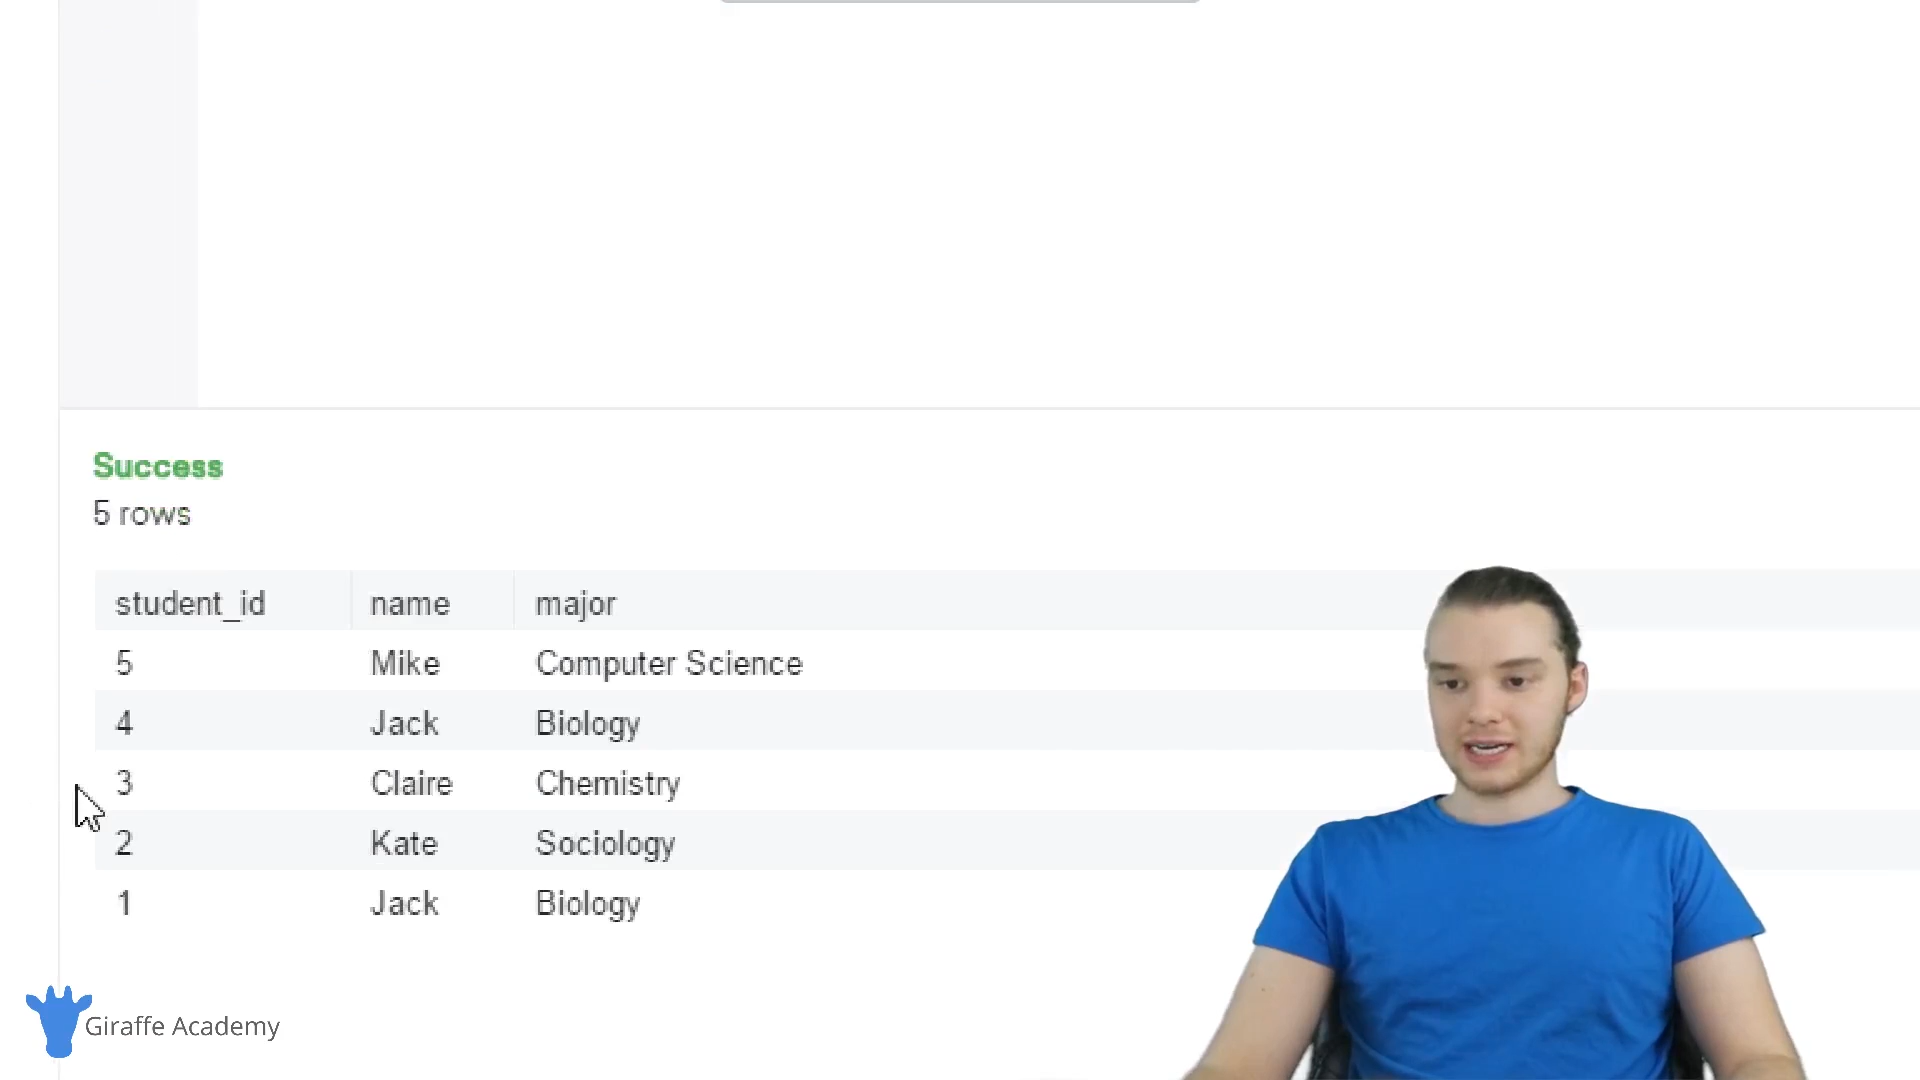 Success
5 rows
student_id name major
5 Mike Computer Science
4 Jack Biology
3 Claire Chemistry
2 Kate Sociology
1 Jack Biology
Giraffe Academy